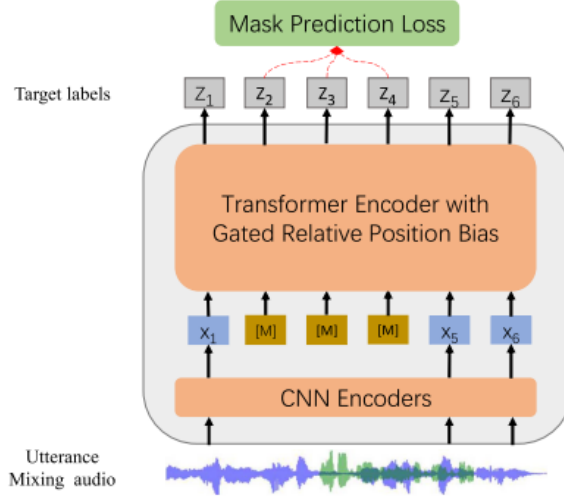 Mask Prediction Loss
Target labels
Z1 Z2 Z3 Z4 Z5 Z6
Transformer Encoder with
Gated Relative Position Bias
X1 [M] [M] [M] X5 X6
CNN Encoders
Utterance
Mixing audio